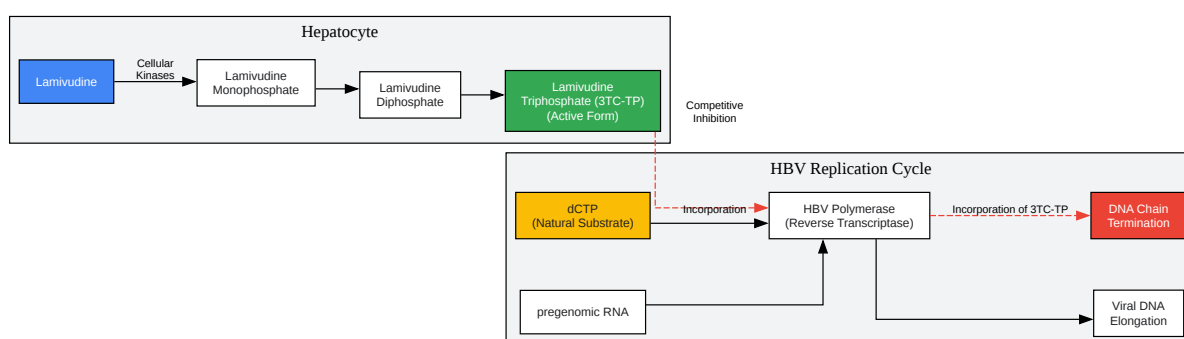 Hepatocyte
Lamivudine
Cellular
Kinases
Lamivudine
Monophosphate
Lamivudine
Diphosphate
Lamivudine
Triphosphate (3TC-TP)
(Active Form)
Competitive
Inhibition
HBV Replication Cycle
dCTP
(Natural Substrate)
Incorporation
HBV Polymerase
(Reverse Transcriptase)
Incorporation of 3TC-TP
DNA Chain
Termination
pregenomic RNA
Viral DNA
Elongation